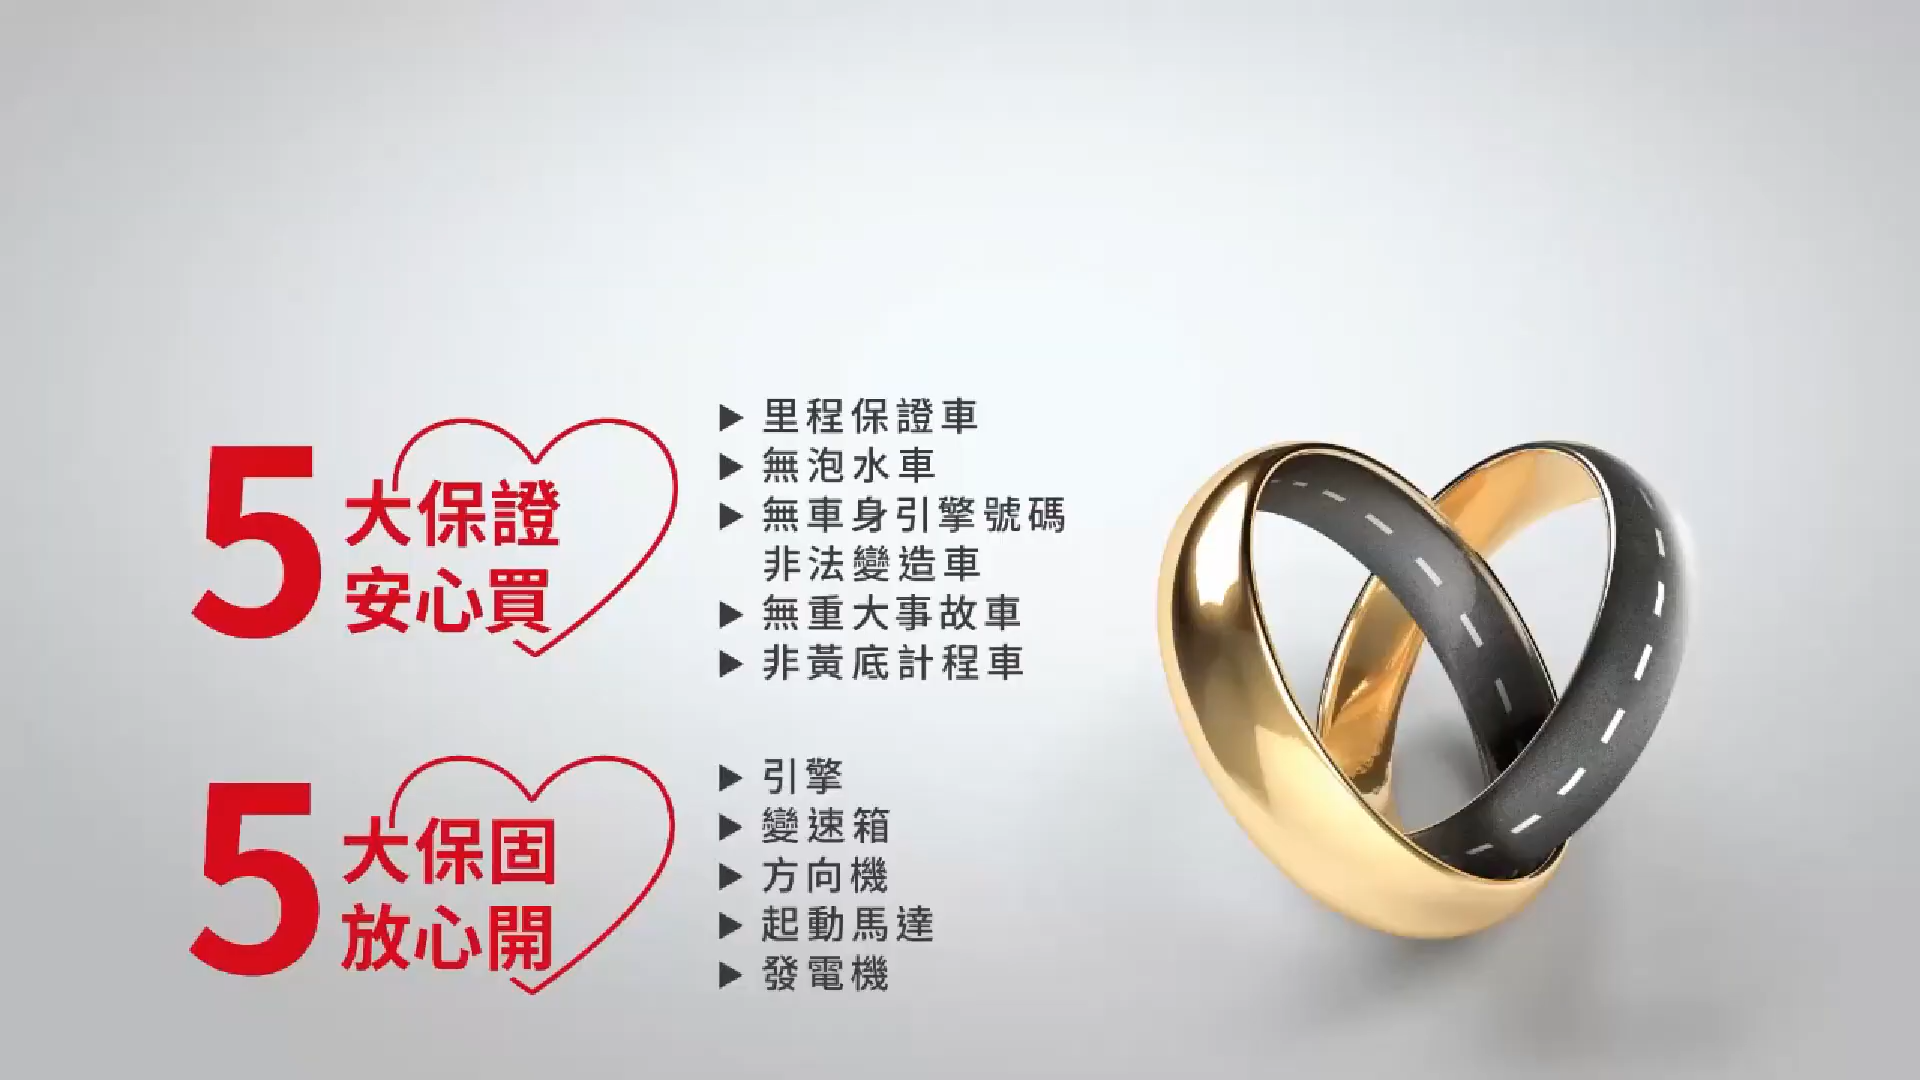 5大保證
安心買
▶ 里程保證車
▶ 無泡水車
▶ 無車身引擎號碼
非法變造車
▶ 無重大事故車
▶ 非黃底計程車
5大保固
放心開
▶ 引擎
▶ 變速箱
▶ 方向機
▶ 起動馬達
▶ 發電機